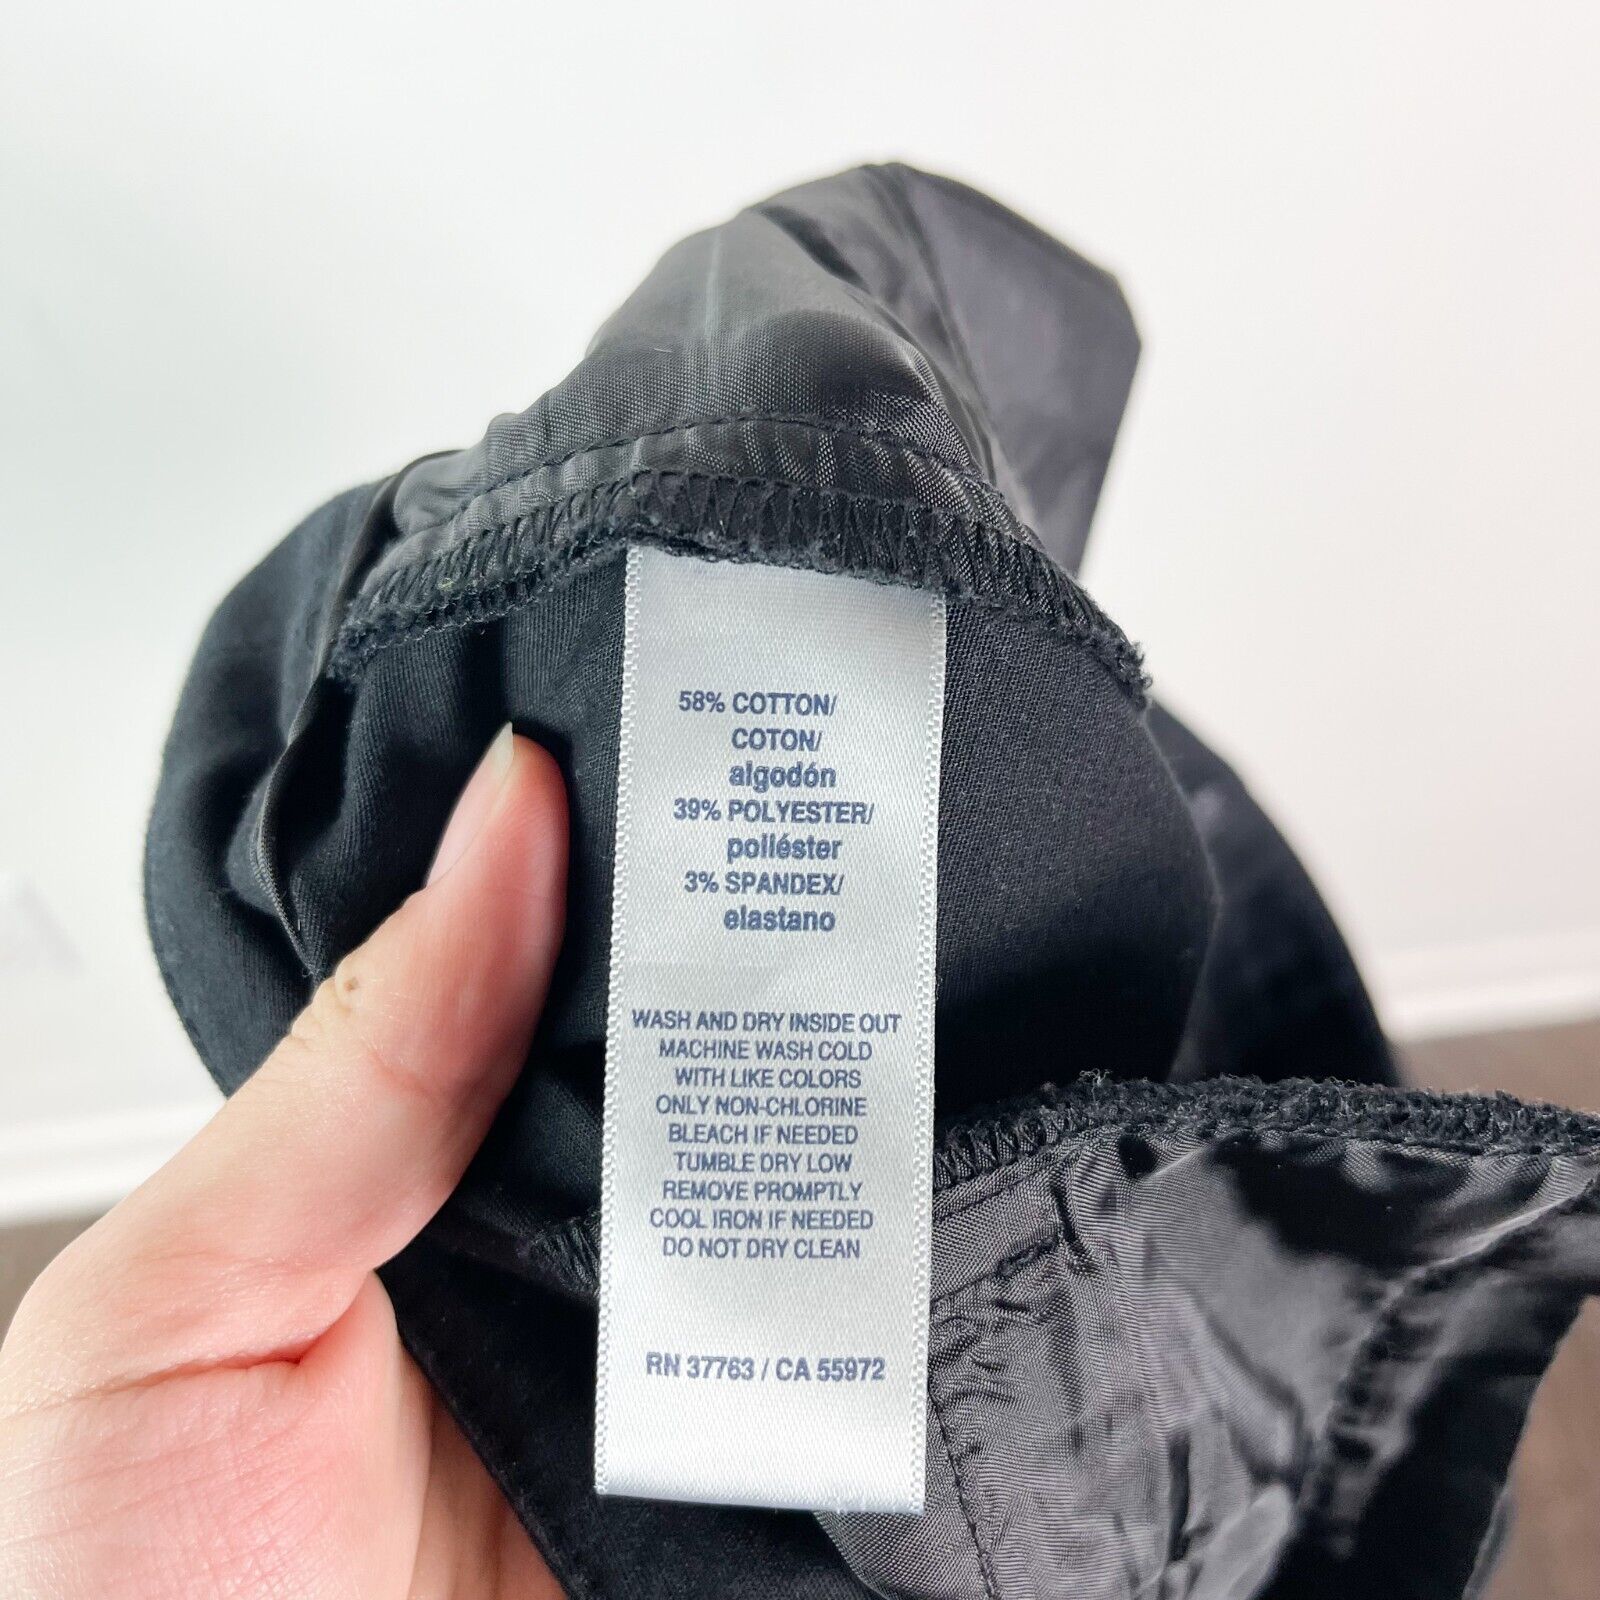 58% COTTON/
COTON/
algodón
39% POLYESTER/
poliéster
3% SPANDEX/
elastano
WASH AND DRY INSIDE OUT
MACHINE WASH COLD
WITH LIKE COLORS
ONLY NON-CHLORINE
BLEACH IF NEEDED
TUMBLE DRY LOW
REMOVE PROMPTLY
COOL IRON IF NEEDED
DO NOT DRY CLEAN
RN 37763 / CA 55972